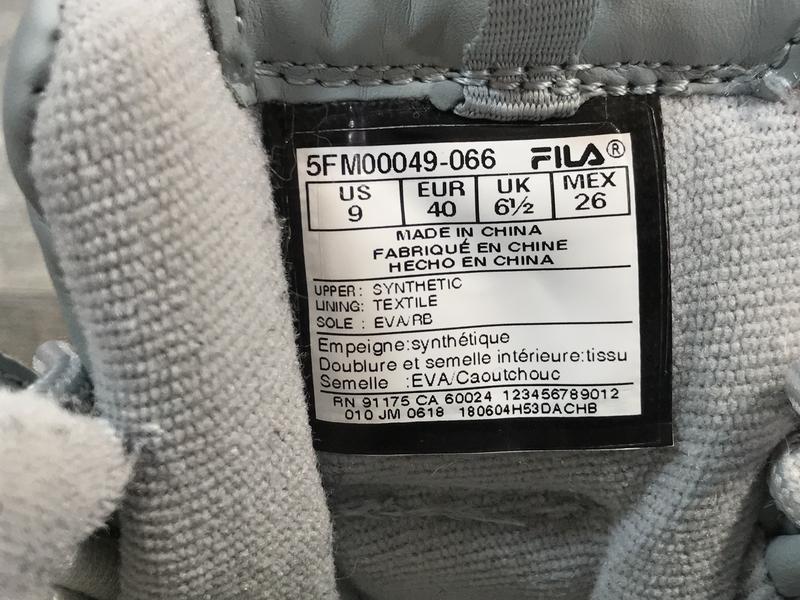 5FM00049-066 FILA®
US EUR UK MEX
9 40 6½ 26
MADE IN CHINA
FABRIQUÉ EN CHINE
HECHO EN CHINA
UPPER: SYNTHETIC
LINING: TEXTILE
SOLE : EVA/RB
Empeigne:synthétique
Doublure et semelle intérieure:tissu
Semelle :EVA/Caoutchouc
RN 91175 CA 60024 123456789012
010 JM 0618 180604H53DACHB